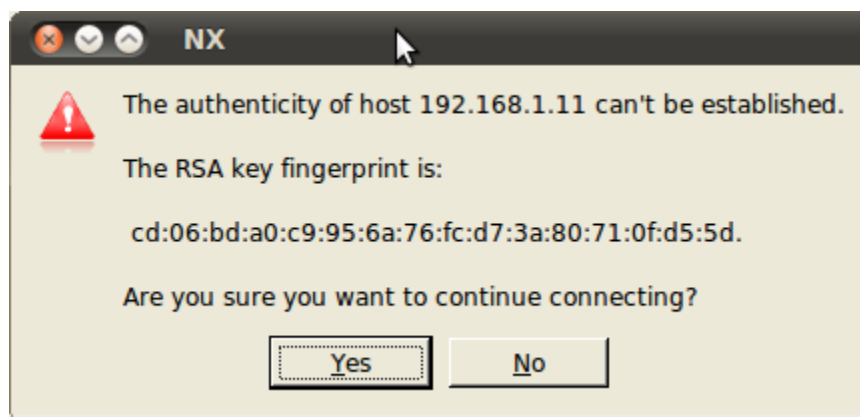 NX
The authenticity of host 192.168.1.11 can't be established.
The RSA key fingerprint is:
cd:06:bd:a0:c9:95:6a:76:fc:d7:3a:80:71:0f:d5:5d.
Are you sure you want to continue connecting?
Yes No